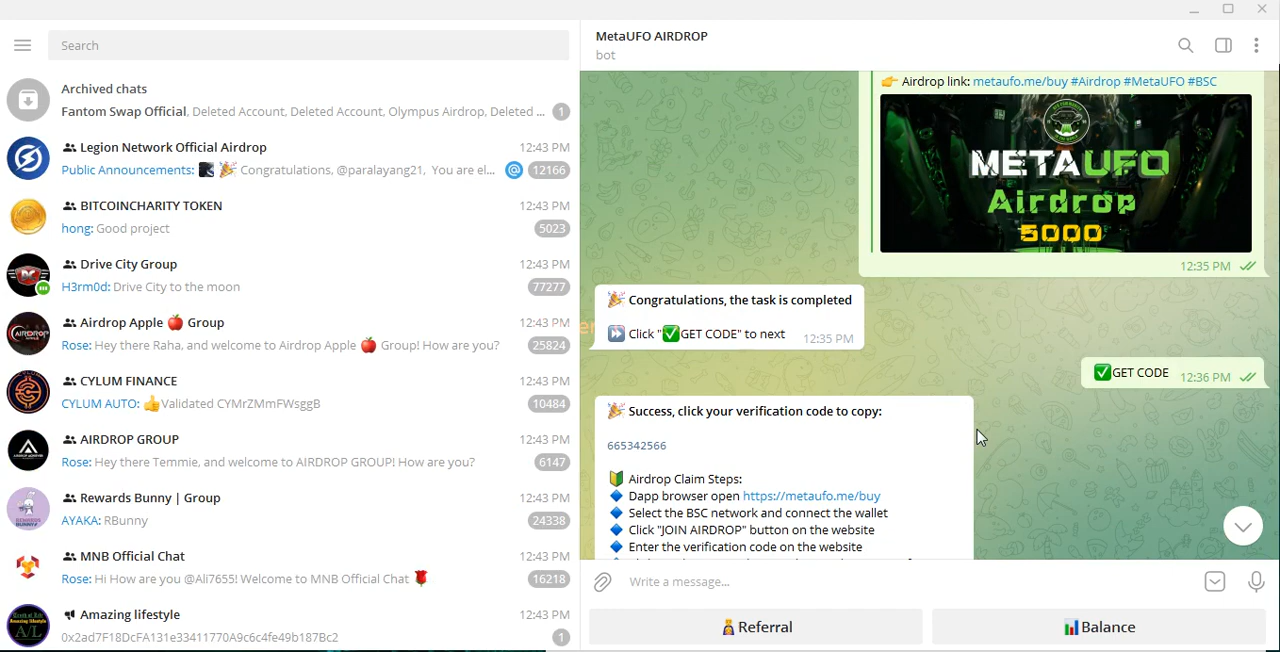 Search
Archived chats
Fantom Swap Official, Deleted Account, Deleted Account, Olympus Airdrop, Deleted ... 1
Legion Network Official Airdrop 12:43 PM
Public Announcements: 🎉 Congratulations, @paralayang21, You are el... @ 12166
BITCOINCHARITY TOKEN 12:43 PM
hong: Good project 5023
Drive City Group 12:43 PM
H3rm0d: Drive City to the moon 77277
Airdrop Apple 🍎 Group 12:43 PM
Rose: Hey there Raha, and welcome to Airdrop Apple 🍎 Group! How are you? 25824
CYLUM FINANCE 12:43 PM
CYLUM AUTO: 👍Validated CYMrZMmFWsggB 10484
AIRDROP GROUP 12:43 PM
Rose: Hey there Temmie, and welcome to AIRDROP GROUP! How are you? 6147
Rewards Bunny | Group 12:43 PM
AYAKA: RBunny 24338
MNB Official Chat 12:43 PM
Rose: Hi How are you @Ali7655! Welcome to MNB Official Chat 🌹 16218
Amazing lifestyle 12:43 PM
0x2ad7F18DcFA131e33411770A9c6c4fe49b187Bc2 1
MetaUFO AIRDROP
bot
👉 Airdrop link: metaufo.me/buy #Airdrop #MetaUFO #BSC
METAUFO
Airdrop
5000
12:35 PM
🎉 Congratulations, the task is completed
⏩ Click "✅GET CODE" to next 12:35 PM
✅GET CODE 12:36 PM
🎉 Success, click your verification code to copy:
665342566
🔰 Airdrop Claim Steps:
🔷 Dapp browser open https://metaufo.me/buy
🔷 Select the BSC network and connect the wallet
🔷 Click "JOIN AIRDROP" button on the website
🔷 Enter the verification code on the website
Write a message...
Referral
📊Balance